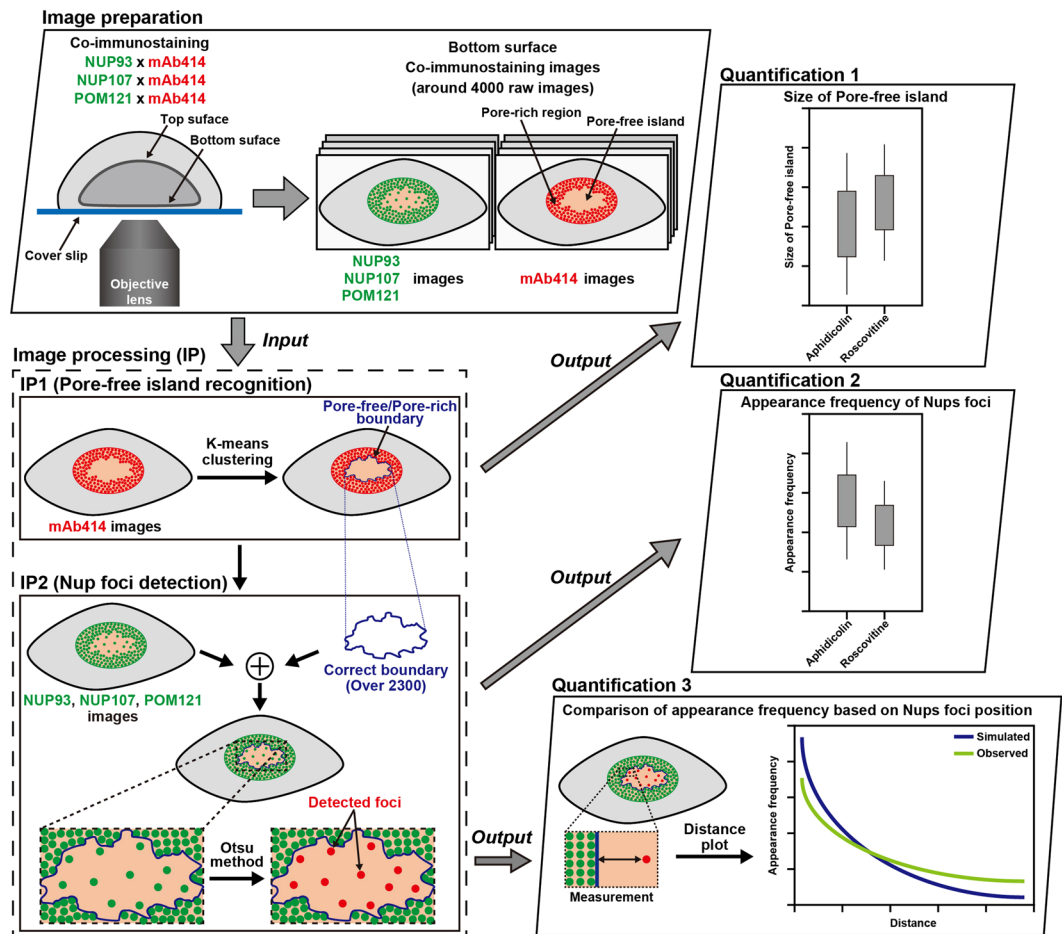 Image preparation
Co-immunostaining
NUP93 x mAb414
NUP107 x mAb414
POM121 x mAb414
Top suface
Bottom suface
Cover slip
Objective
lens
Bottom surface
Co-immunostaining images
(around 4000 raw images)
Pore-rich region
Pore-free island
NUP93
NUP107 images
POM121
mAb414 images
Input
Image processing (IP)
IP1 (Pore-free island recognition)
Pore-free/Pore-rich
boundary
K-means
clustering
mAb414 images
IP2 (Nup foci detection)
NUP93, NUP107, POM121
images
Correct boundary
(Over 2300)
Detected foci
Otsu
method
Output
Output
Output
Quantification 1
Size of Pore-free island
Size of Pore-free island
Aphidicolin
Roscovitine
Quantification 2
Appearance frequency of Nups foci
Appearance frequency
Aphidicolin
Roscovitine
Quantification 3
Comparison of appearance frequency based on Nups foci position
Measurement
Distance
plot
Appearance frequency
Simulated
Observed
Distance